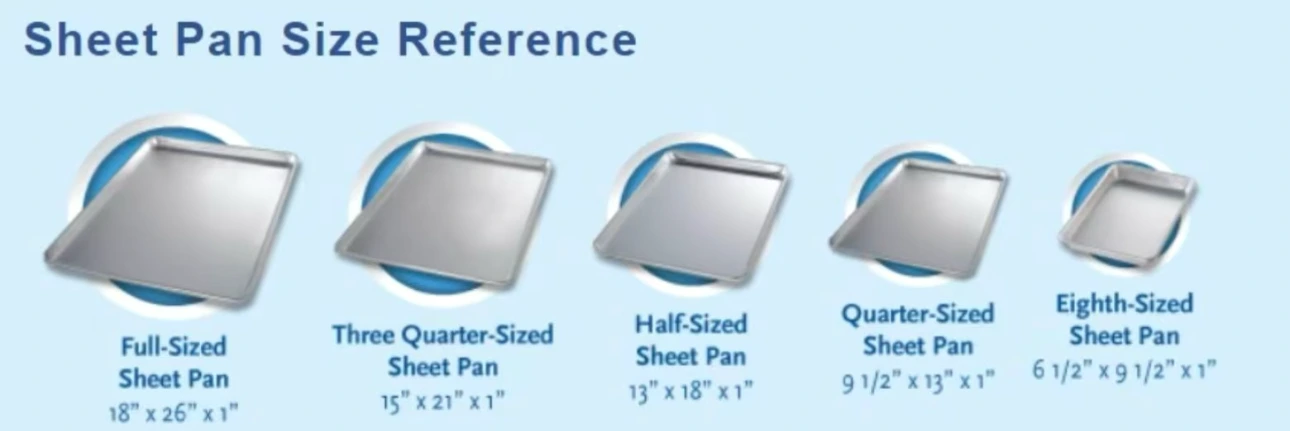 Sheet Pan Size Reference
Full-Sized
Sheet Pan
18" x 26" x 1"
Three Quarter-Sized
Sheet Pan
15" x 21" x 1"
Half-Sized
Sheet Pan
13" x 18" x 1"
Quarter-Sized
Sheet Pan
9 1/2" x 13" x 1"
Eighth-Sized
Sheet Pan
6 1/2" x 9 1/2" x 1"